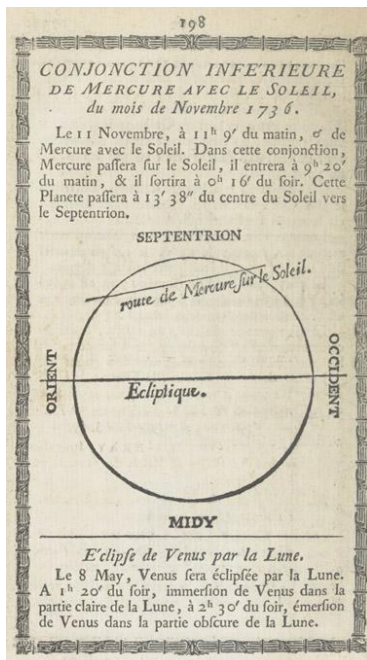 198
CONJONCTION INFE'RIEURE
DE MERCURE AVEC LE SOLEIL,
du mois de Novembre 1736.
Le 11 Novembre, à 11ʰ 9′ du matin, ☌ de
Mercure avec le Soleil. Dans cette conjonction,
Mercure paſſera ſur le Soleil, il entrera à 9ʰ 20′
du matin, & il ſortira à 0ʰ 16′ du ſoir. Cette
Planete paſſera à 13′ 38″ du centre du Soleil vers
le Septentrion.
SEPTENTRION
route de Mercure ſur le Soleil.
ORIENT
OCCIDENT
Ecliptique.
MIDY
E'clipſe de Venus par la Lune.
Le 8 May, Venus ſera éclipſée par la Lune.
A 1ʰ 20′ du ſoir, immerſion de Venus dans la
partie claire de la Lune, à 2ʰ 30′ du ſoir, émerſion
de Venus dans la partie obſcure de la Lune.